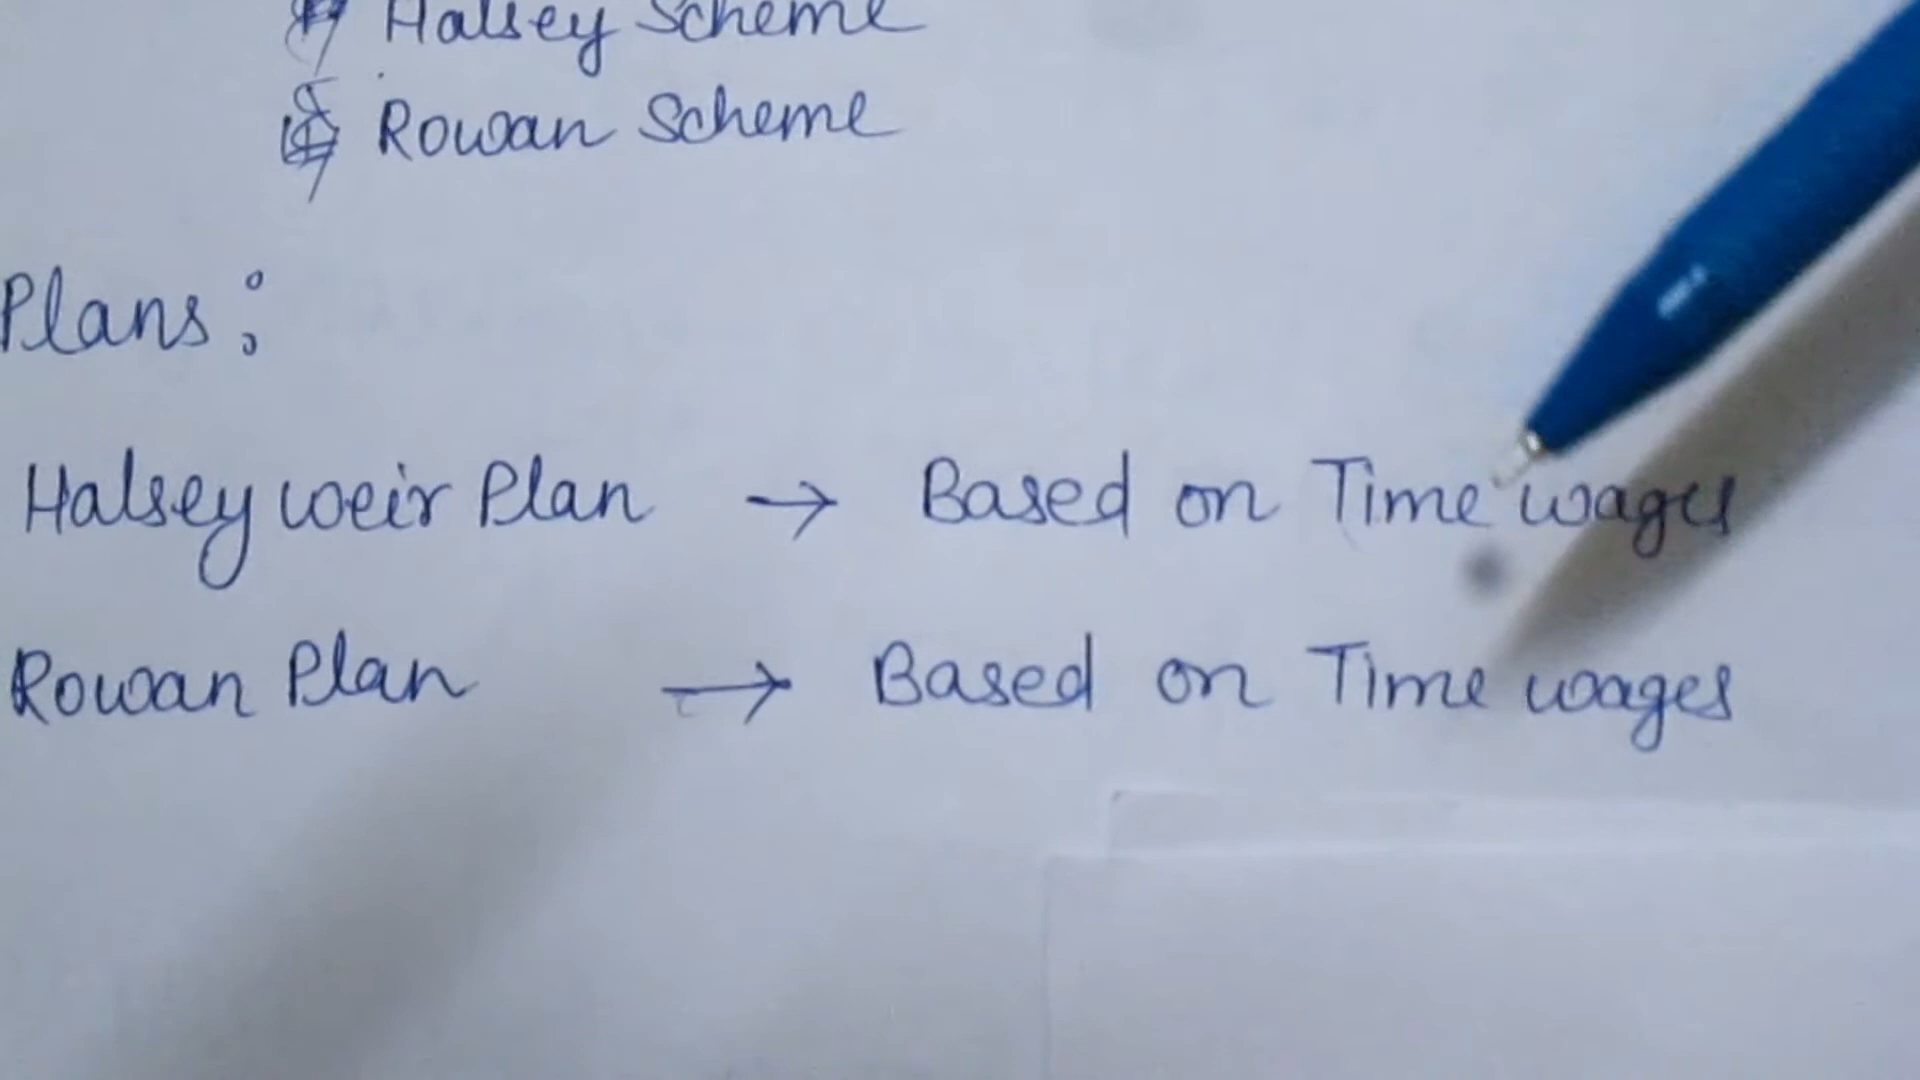 Halsey Scheme
Rowan Scheme
Plans :
Halsey weir Plan → Based on Time wages
Rowan Plan → Based on Time wages